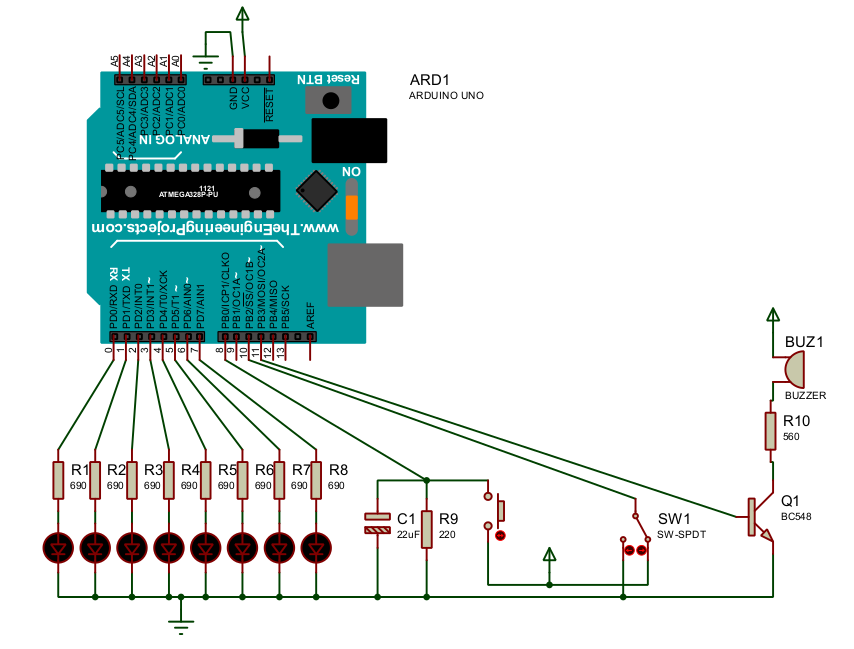 A5
A4
A3
A2
A1
A0
ARD1
ARDUINO UNO
Reset BTN
GND
VCC
RESET
PC5/ADC5/SCL
PC4/ADC4/SDA
PC3/ADC3
PC2/ADC2
PC1/ADC1
PC0/ADC0
ANALOG IN
ON
1121
ATMEGA328P-PU
www.TheEngineeringProjects.com
RX
TX
PD0/RXD
PD1/TXD
PD2/INT0
PD3/INT1~
PD4/T0/XCK
PD5/T1~
PD6/AIN0~
PD7/AIN1
PB0/ICP1/CLKO
PB1/OC1A~
PB2/SS/OC1B~
PB3/MOSI/OC2A~
PB4/MISO
PB5/SCK
AREF
0
1
2
3
4
5
6
7
8
9
10
11
12
13
BUZ1
BUZZER
R10
560
R1
690
R2
690
R3
690
R4
690
R5
690
R6
690
R7
690
R8
690
C1
22uF
R9
220
SW1
SW-SPDT
Q1
BC548